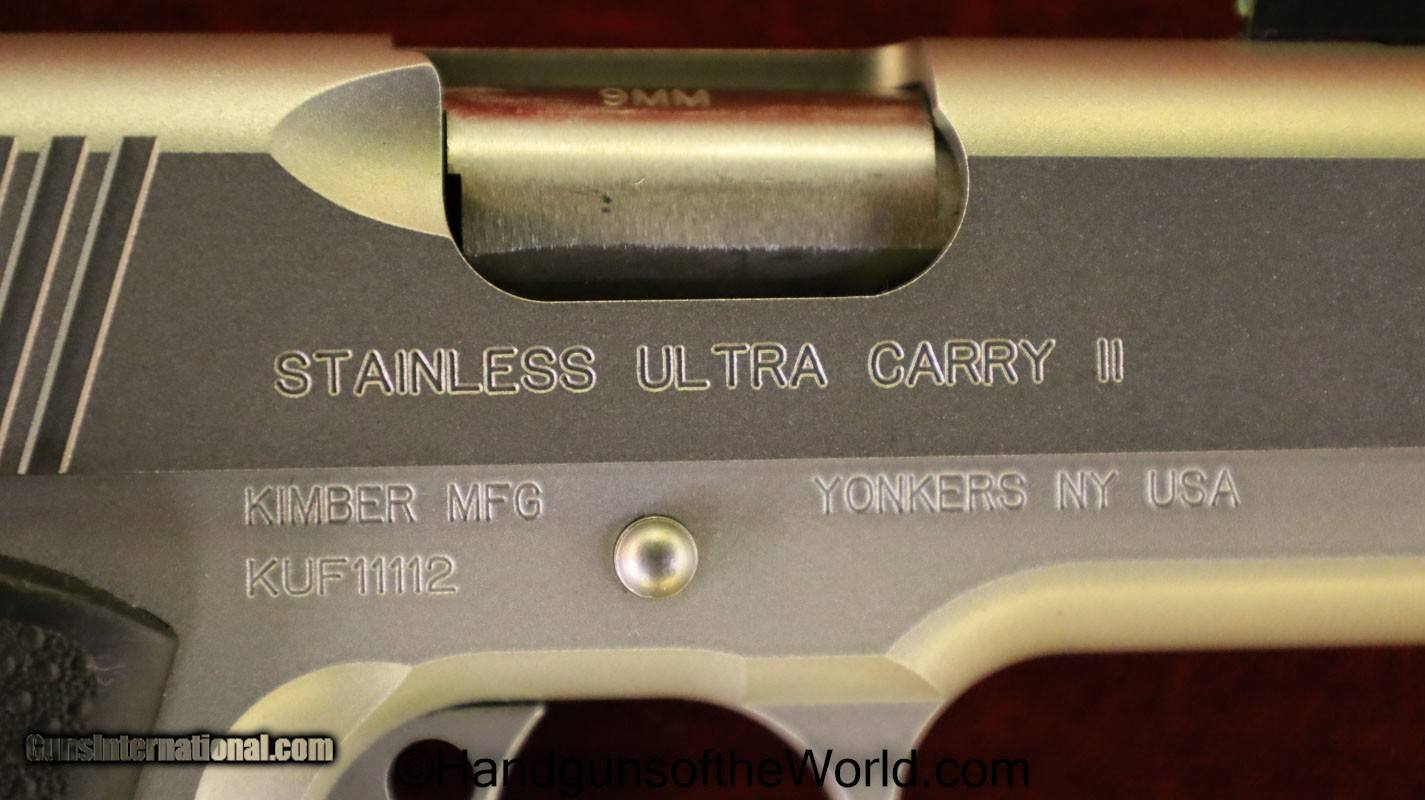 9MM
STAINLESS ULTRA CARRY II
KIMBER MFG YONKERS NY USA
KUF11112
GunsInternational.com
©HandgunsoftheWorld.com